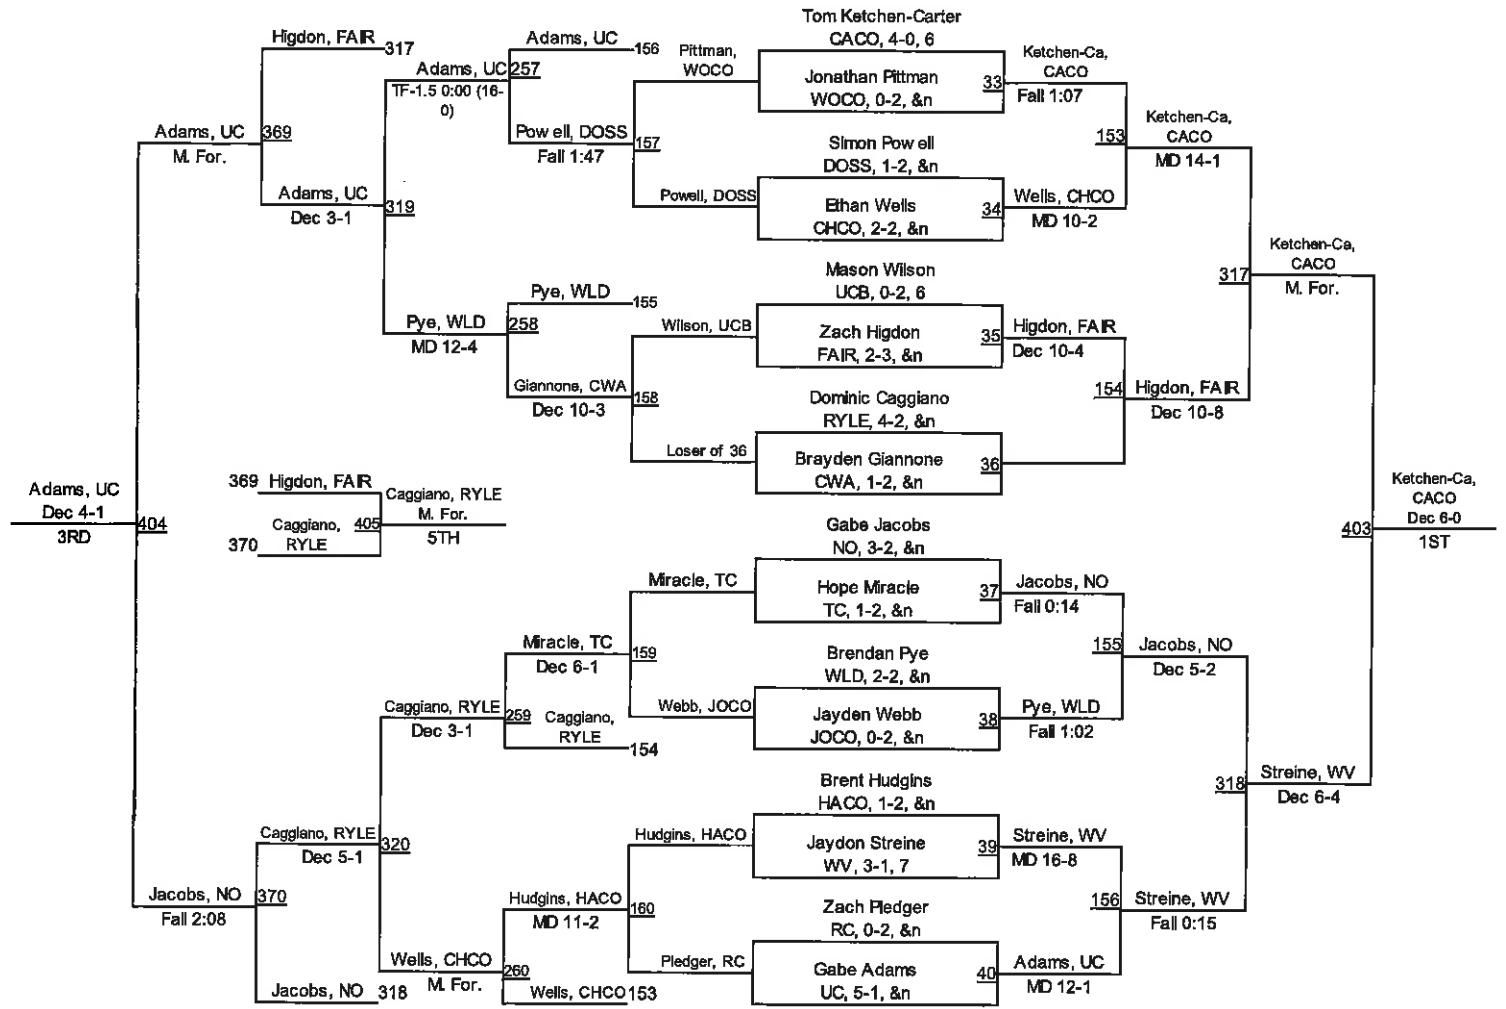 Tom Ketchen-Carter
CACO, 4-0, 6
Jonathan Pittman
WOCO, 0-2, &n
33
Simon Powell
DOSS, 1-2, &n
Ethan Wells
CHCO, 2-2, &n
34
Mason Wilson
UCB, 0-2, 6
Zach Higdon
FAIR, 2-3, &n
35
Dominic Caggiano
RYLE, 4-2, &n
Brayden Giannone
CWA, 1-2, &n
36
Gabe Jacobs
NO, 3-2, &n
Hope Miracle
TC, 1-2, &n
37
Brendan Pye
WLD, 2-2, &n
Jayden Webb
JOCO, 0-2, &n
38
Brent Hudgins
HACO, 1-2, &n
Jaydon Streine
WV, 3-1, 7
39
Zach Pledger
RC, 0-2, &n
Gabe Adams
UC, 5-1, &n
40
Ketchen-Ca,
CACO
Fall 1:07
153
Wells, CHCO
MD 10-2
Higdon, FAIR
Dec 10-4
154
Jacobs, NO
Fall 0:14
155
Pye, WLD
Fall 1:02
Streine, WV
MD 16-8
156
Adams, UC
MD 12-1
Ketchen-Ca,
CACO
MD 14-1
317
Higdon, FAIR
Dec 10-8
Jacobs, NO
Dec 5-2
318
Streine, WV
Fall 0:15
Ketchen-Ca,
CACO
M. For.
403
Streine, WV
Dec 6-4
Ketchen-Ca,
CACO
Dec 6-0
1ST
Pittman,
WOCO
157
Powell, DOSS
Wilson, UCB
158
Loser of 36
Miracle, TC
159
Webb, JOCO
Hudgins, HACO
160
Pledger, RC
Adams, UC
156
257
Powell, DOSS
Fall 1:47
Pye, WLD
155
258
Giannone, CWA
Dec 10-3
Miracle, TC
Dec 6-1
259
Caggiano,
RYLE
154
Hudgins, HACO
MD 11-2
260
Wells, CHCO
153
Adams, UC
TF-1.5 0:00 (16-
0)
319
Pye, WLD
MD 12-4
Caggiano, RYLE
Dec 3-1
320
Wells, CHCO
M. For.
Higdon, FAIR
317
369
Adams, UC
Dec 3-1
Caggiano, RYLE
Dec 5-1
370
Jacobs, NO
318
Adams, UC
M. For.
404
Jacobs, NO
Fall 2:08
Adams, UC
Dec 4-1
3RD
369
Higdon, FAIR
405
370
Caggiano,
RYLE
Caggiano, RYLE
M. For.
5TH